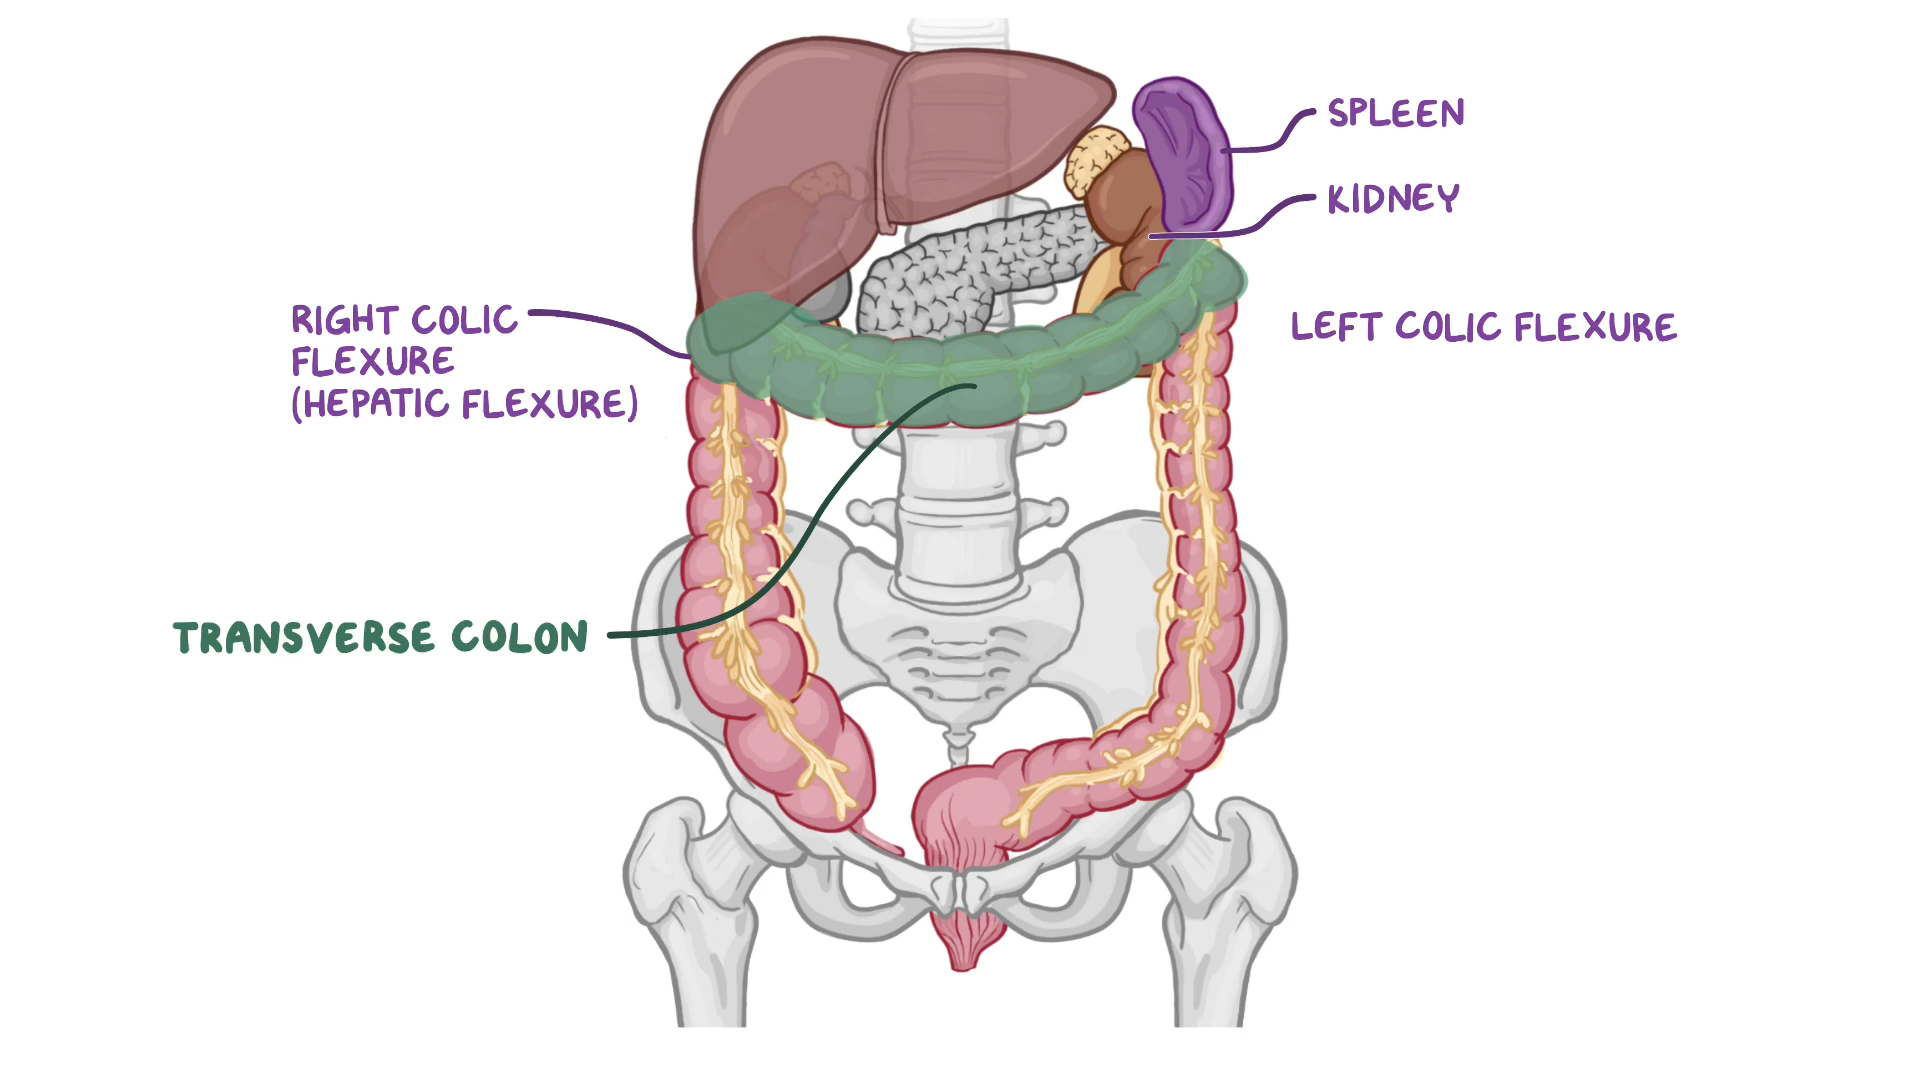 SPLEEN
KIDNEY
RIGHT COLIC
FLEXURE
(HEPATIC FLEXURE)
LEFT COLIC FLEXURE
TRANSVERSE COLON